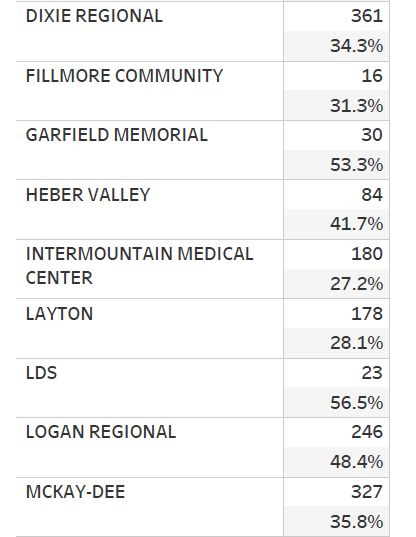 DIXIE REGIONAL 361
34.3%
FILLMORE COMMUNITY 16
31.3%
GARFIELD MEMORIAL 30
53.3%
HEBER VALLEY 84
41.7%
INTERMOUNTAIN MEDICAL 180
CENTER 27.2%
LAYTON 178
28.1%
LDS 23
56.5%
LOGAN REGIONAL 246
48.4%
MCKAY-DEE 327
35.8%